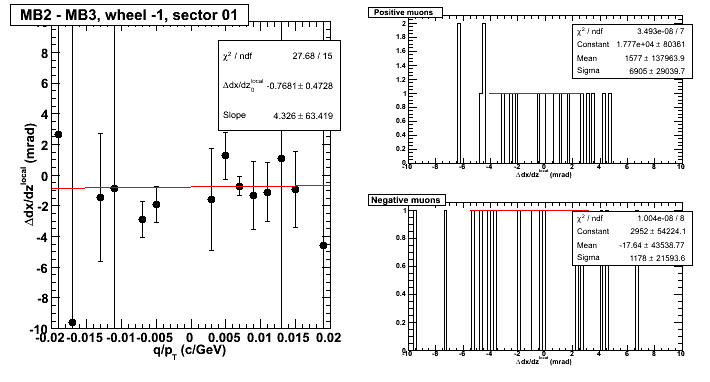 MB2 - MB3, wheel -1, sector 01
χ² / ndf 27.68 / 15
Δdx/dz₀^local -0.7681 ± 0.4728
Slope 4.326 ± 63.419
Δdx/dz^local (mrad)
8
6
4
2
0
-2
-4
-6
-8
-10
-0.02 -0.015 -0.01 -0.005 0 0.005 0.01 0.015 0.02
q/p_T (c/GeV)
Positive muons
χ² / ndf 3.493e-08 / 7
Constant 1.777e+04 ± 80361
Mean 1577 ± 137963.9
Sigma 6905 ± 29039.7
2
1.8
1.6
1.4
1.2
1
0.8
0.6
0.4
0.2
0
-10 -8 -6 -4 -2 0 2 4 6 8 10
Δdx/dz^local (mrad)
Negative muons
χ² / ndf 1.004e-08 / 8
Constant 2952 ± 54224.1
Mean -17.64 ± 43538.77
Sigma 1178 ± 21593.6
1
0.8
0.6
0.4
0.2
0
-10 -8 -6 -4 -2 0 2 4 6 8 10
Δdx/dz^local (mrad)